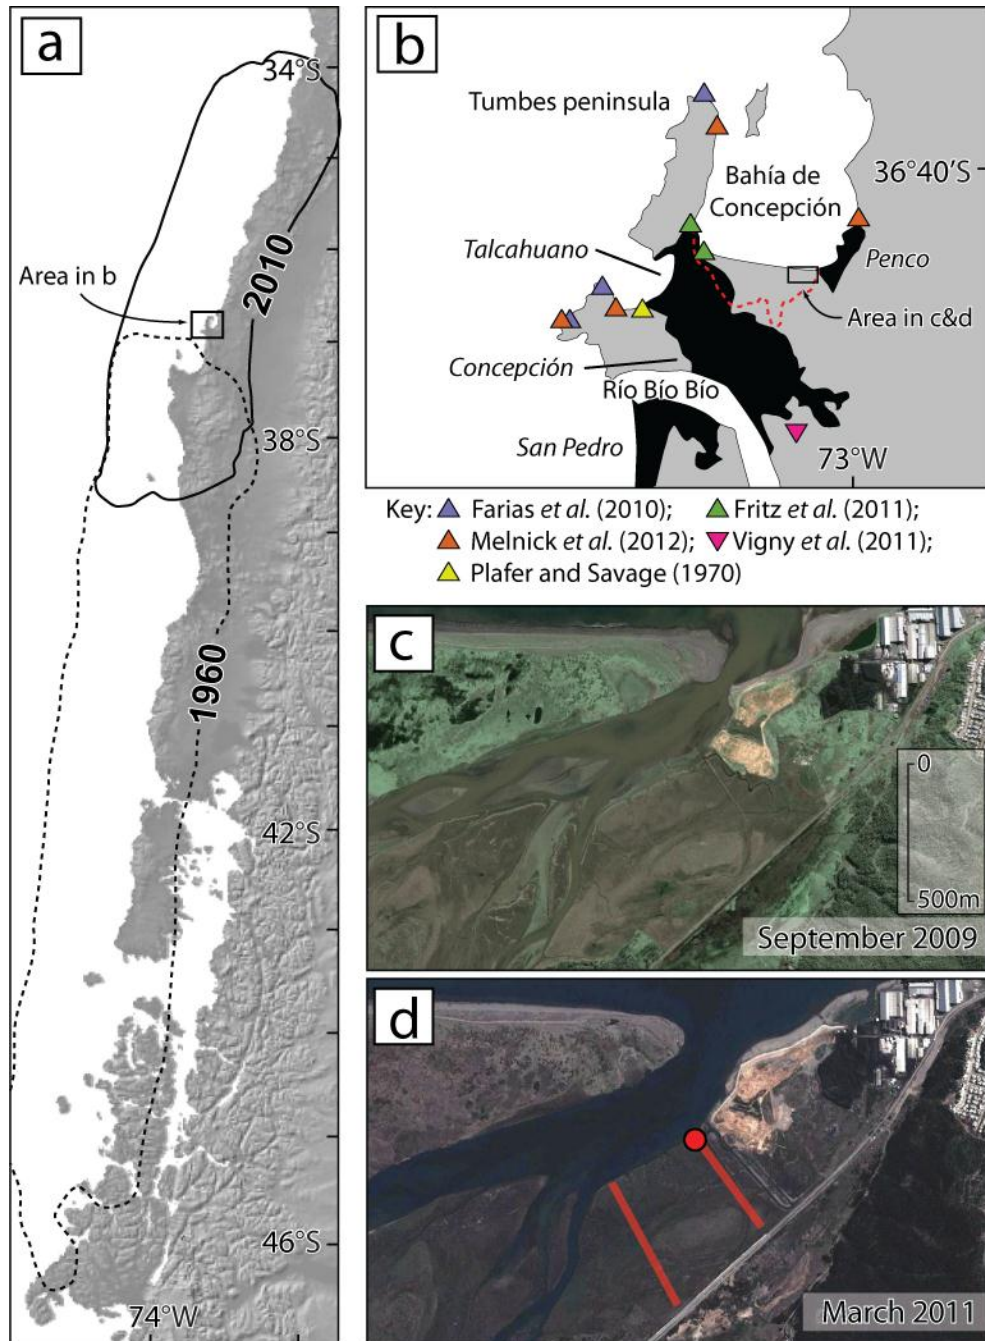 a
34°S
2010
Area in b
38°S
1960
42°S
46°S
74°W
b
Tumbes peninsula
36°40'S
Bahía de
Concepción
Talcahuano
Penco
Area in c&d
Concepción
Río Bío Bío
San Pedro
73°W
Key: Farias et al. (2010); Fritz et al. (2011);
Melnick et al. (2012); Vigny et al. (2011);
Plafer and Savage (1970)
c
0
500m
September 2009
d
March 2011